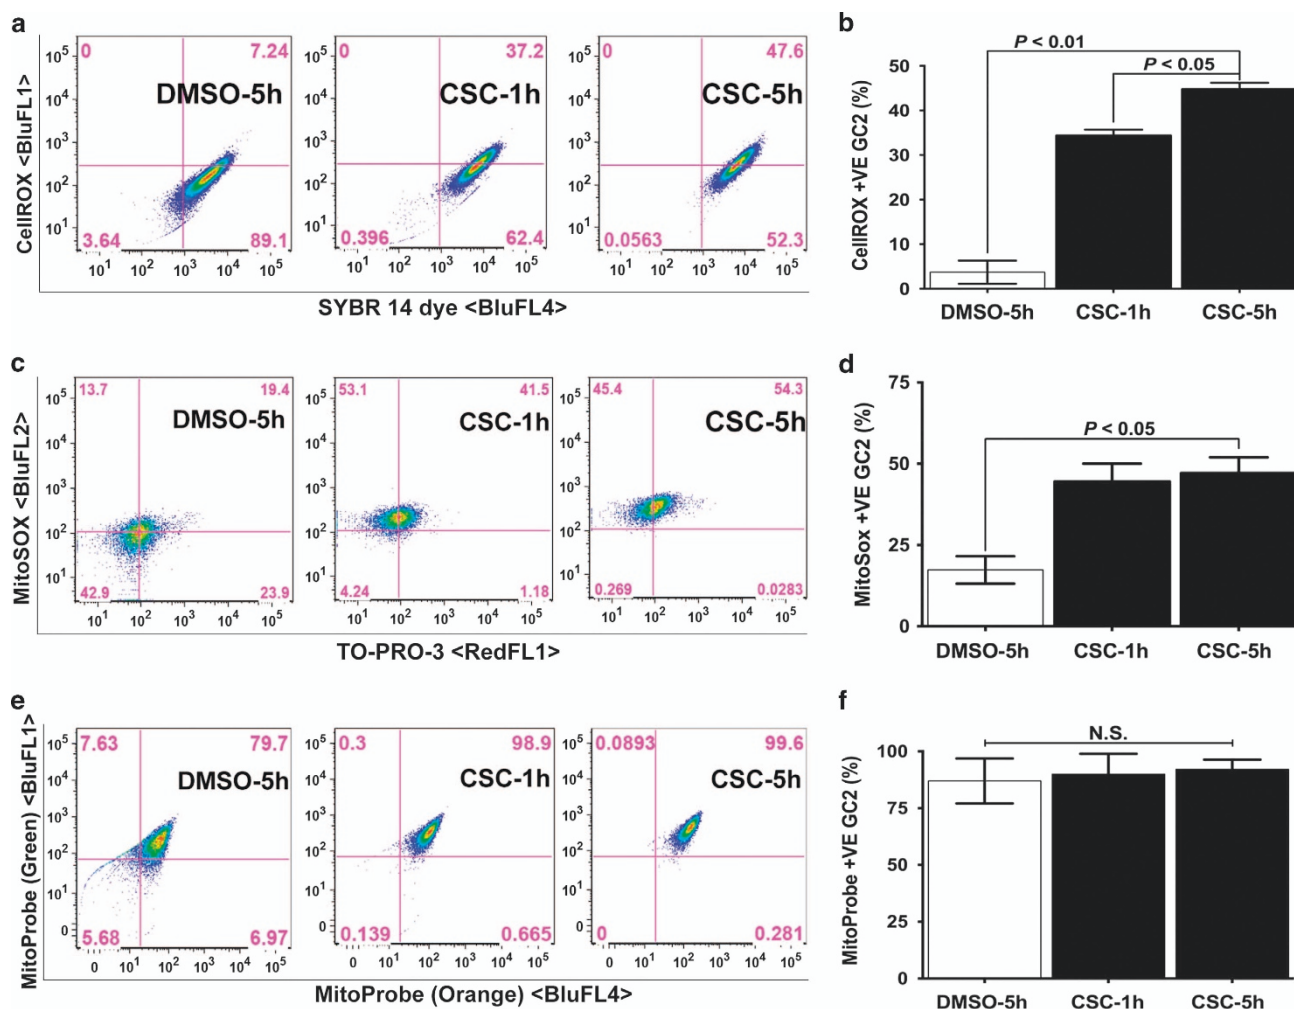 a
CellROX <BluFL1>
10⁵
10⁴
10³
10²
10¹
0 7.24
DMSO-5h
3.64 89.1
10¹ 10² 10³ 10⁴ 10⁵
10⁵
10⁴
10³
10²
10¹
0 37.2
CSC-1h
0.396 62.4
10¹ 10² 10³ 10⁴ 10⁵
10⁵
10⁴
10³
10²
10¹
0 47.6
CSC-5h
0.0563 52.3
10¹ 10² 10³ 10⁴ 10⁵
SYBR 14 dye <BluFL4>
b
CellROX +VE GC2 (%)
50
40
30
20
10
0
P < 0.01
P < 0.05
DMSO-5h CSC-1h CSC-5h
c
MitoSOX <BluFL2>
10⁵
10⁴
10³
10²
10¹
13.7 19.4
DMSO-5h
42.9 23.9
10¹ 10² 10³ 10⁴ 10⁵
10⁵
10⁴
10³
10²
10¹
53.1 41.5
CSC-1h
4.24 1.18
10¹ 10² 10³ 10⁴ 10⁵
10⁵
10⁴
10³
10²
10¹
45.4 54.3
CSC-5h
0.269 0.0283
10¹ 10² 10³ 10⁴ 10⁵
TO-PRO-3 <RedFL1>
d
MitoSox +VE GC2 (%)
75
50
25
0
P < 0.05
DMSO-5h CSC-1h CSC-5h
e
MitoProbe (Green) <BluFL1>
10⁵
10⁴
10³
10²
10¹
0
7.63 79.7
DMSO-5h
5.68 6.97
0 10¹ 10² 10³ 10⁴ 10⁵
10⁵
10⁴
10³
10²
10¹
0
0.3 98.9
CSC-1h
0.139 0.665
0 10¹ 10² 10³ 10⁴ 10⁵
10⁵
10⁴
10³
10²
10¹
0
0.0893 99.6
CSC-5h
0 0.281
0 10¹ 10² 10³ 10⁴ 10⁵
MitoProbe (Orange) <BluFL4>
f
MitoProbe +VE GC2 (%)
100
75
50
25
0
N.S.
DMSO-5h CSC-1h CSC-5h